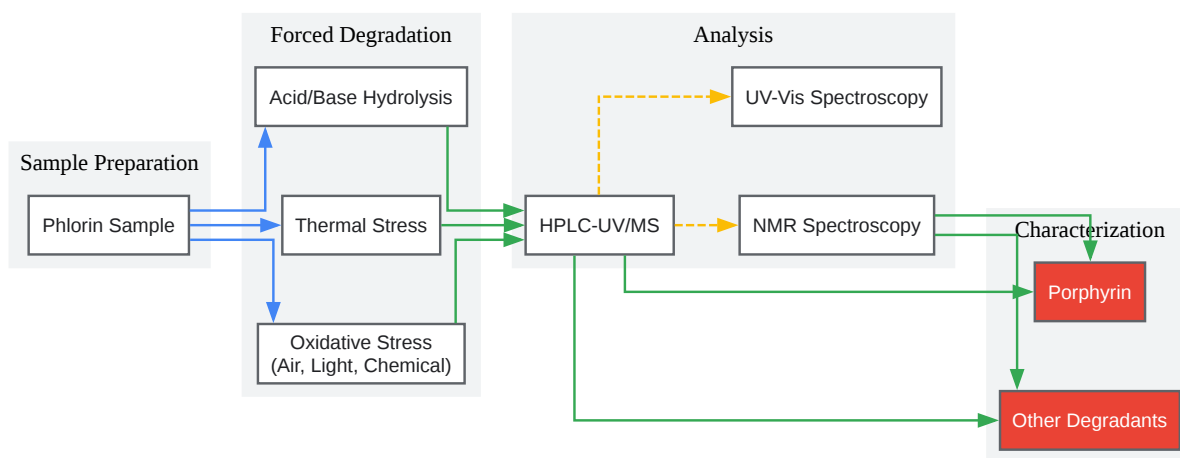 Sample Preparation
Phlorin Sample
Forced Degradation
Acid/Base Hydrolysis
Thermal Stress
Oxidative Stress
(Air, Light, Chemical)
Analysis
UV-Vis Spectroscopy
HPLC-UV/MS
NMR Spectroscopy
Characterization
Porphyrin
Other Degradants